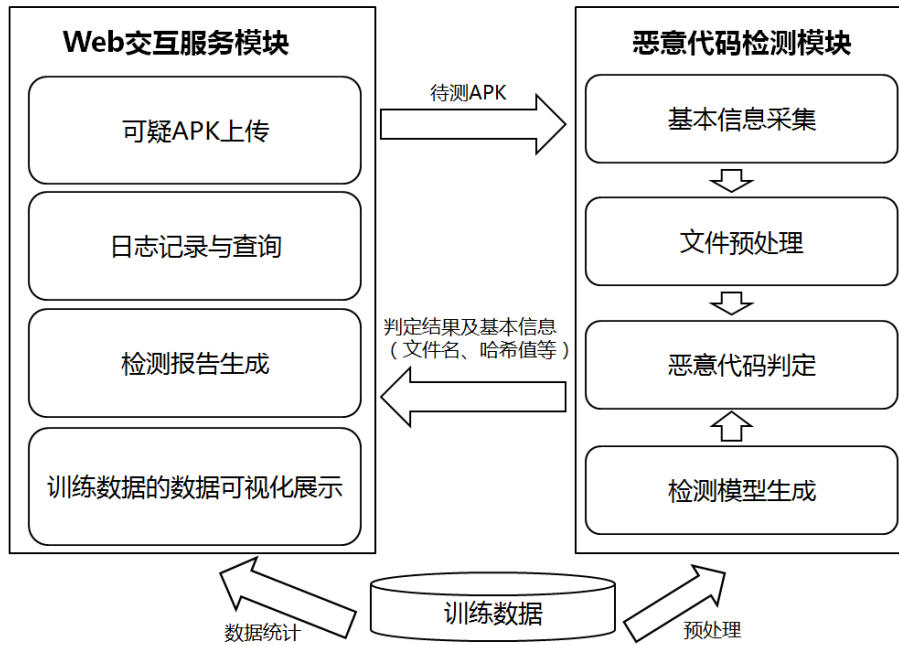 Web交互服务模块
可疑APK上传
日志记录与查询
检测报告生成
训练数据的数据可视化展示
待测APK
判定结果及基本信息
（文件名、哈希值等）
恶意代码检测模块
基本信息采集
文件预处理
恶意代码判定
检测模型生成
数据统计
训练数据
预处理